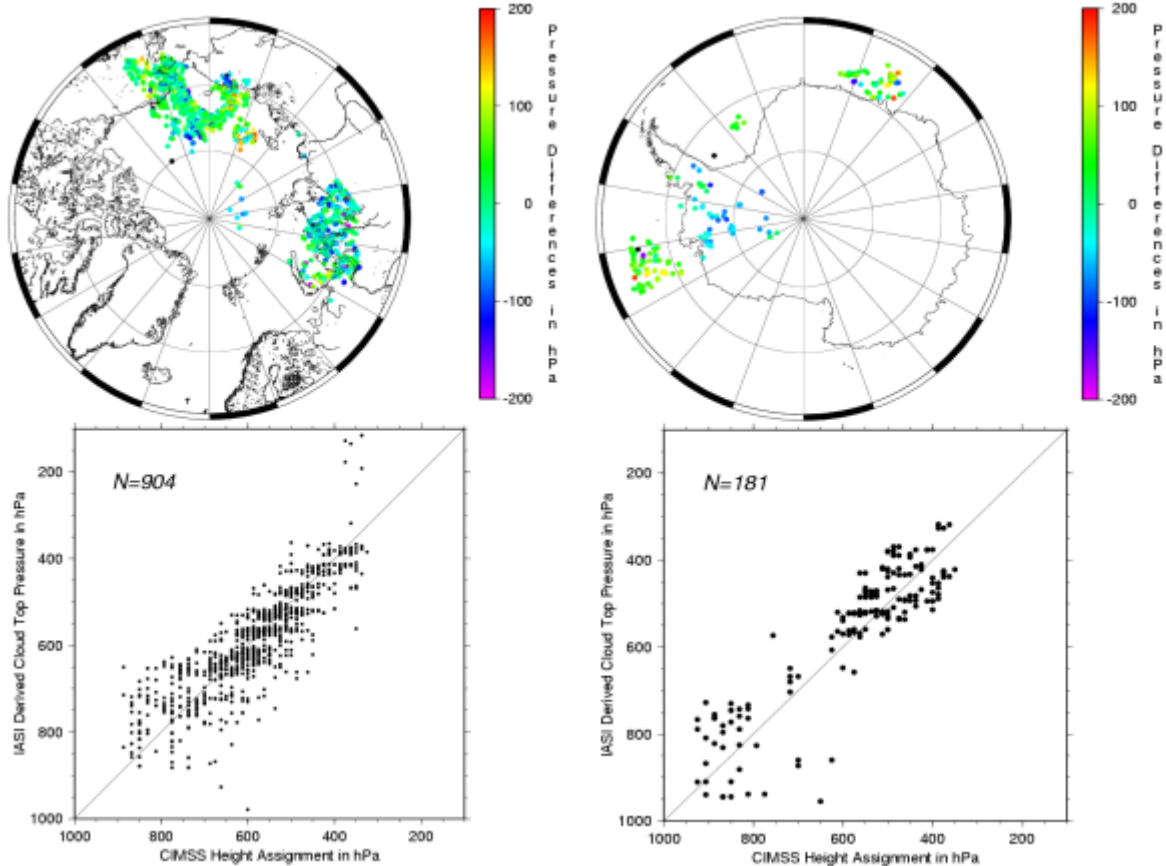 200
100
0
-100
-200
Pressure Differences in hPa
200
100
0
-100
-200
Pressure Differences in hPa
N=904
200
400
600
800
1000
IASI Derived Cloud Top Pressure in hPa
1000 800 600 400 200
CIMSS Height Assignment in hPa
N=181
200
400
600
800
1000
IASI Derived Cloud Top Pressure in hPa
1000 800 600 400 200
CIMSS Height Assignment in hPa